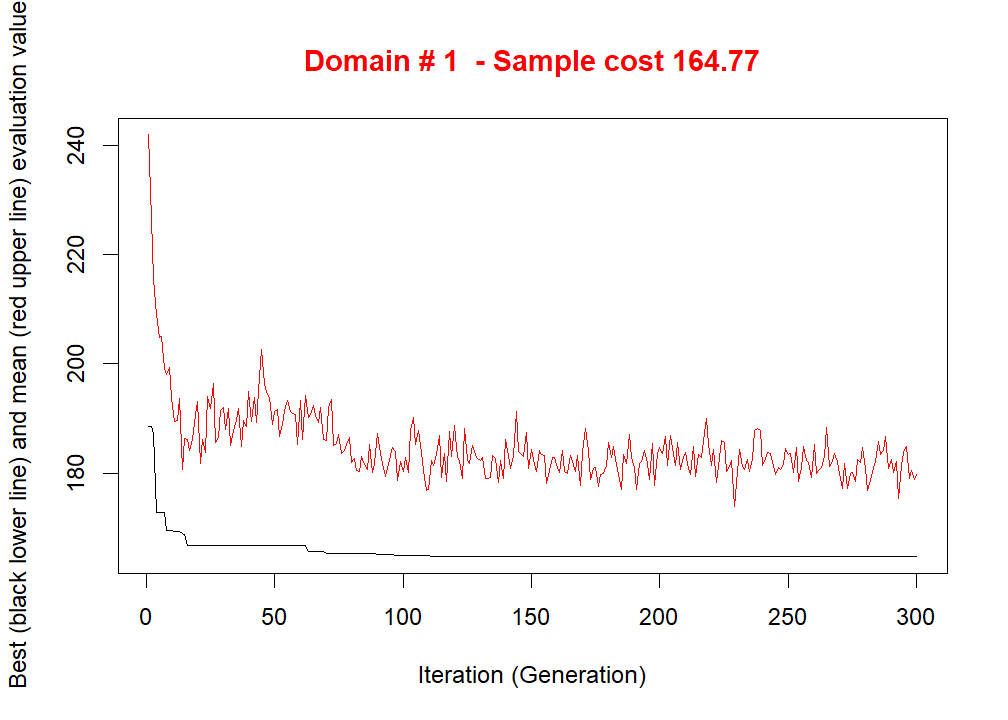 Domain # 1  - Sample cost 164.77
Best (black lower line) and mean (red upper line) evaluation value
240
220
200
180
0 50 100 150 200 250 300
Iteration (Generation)